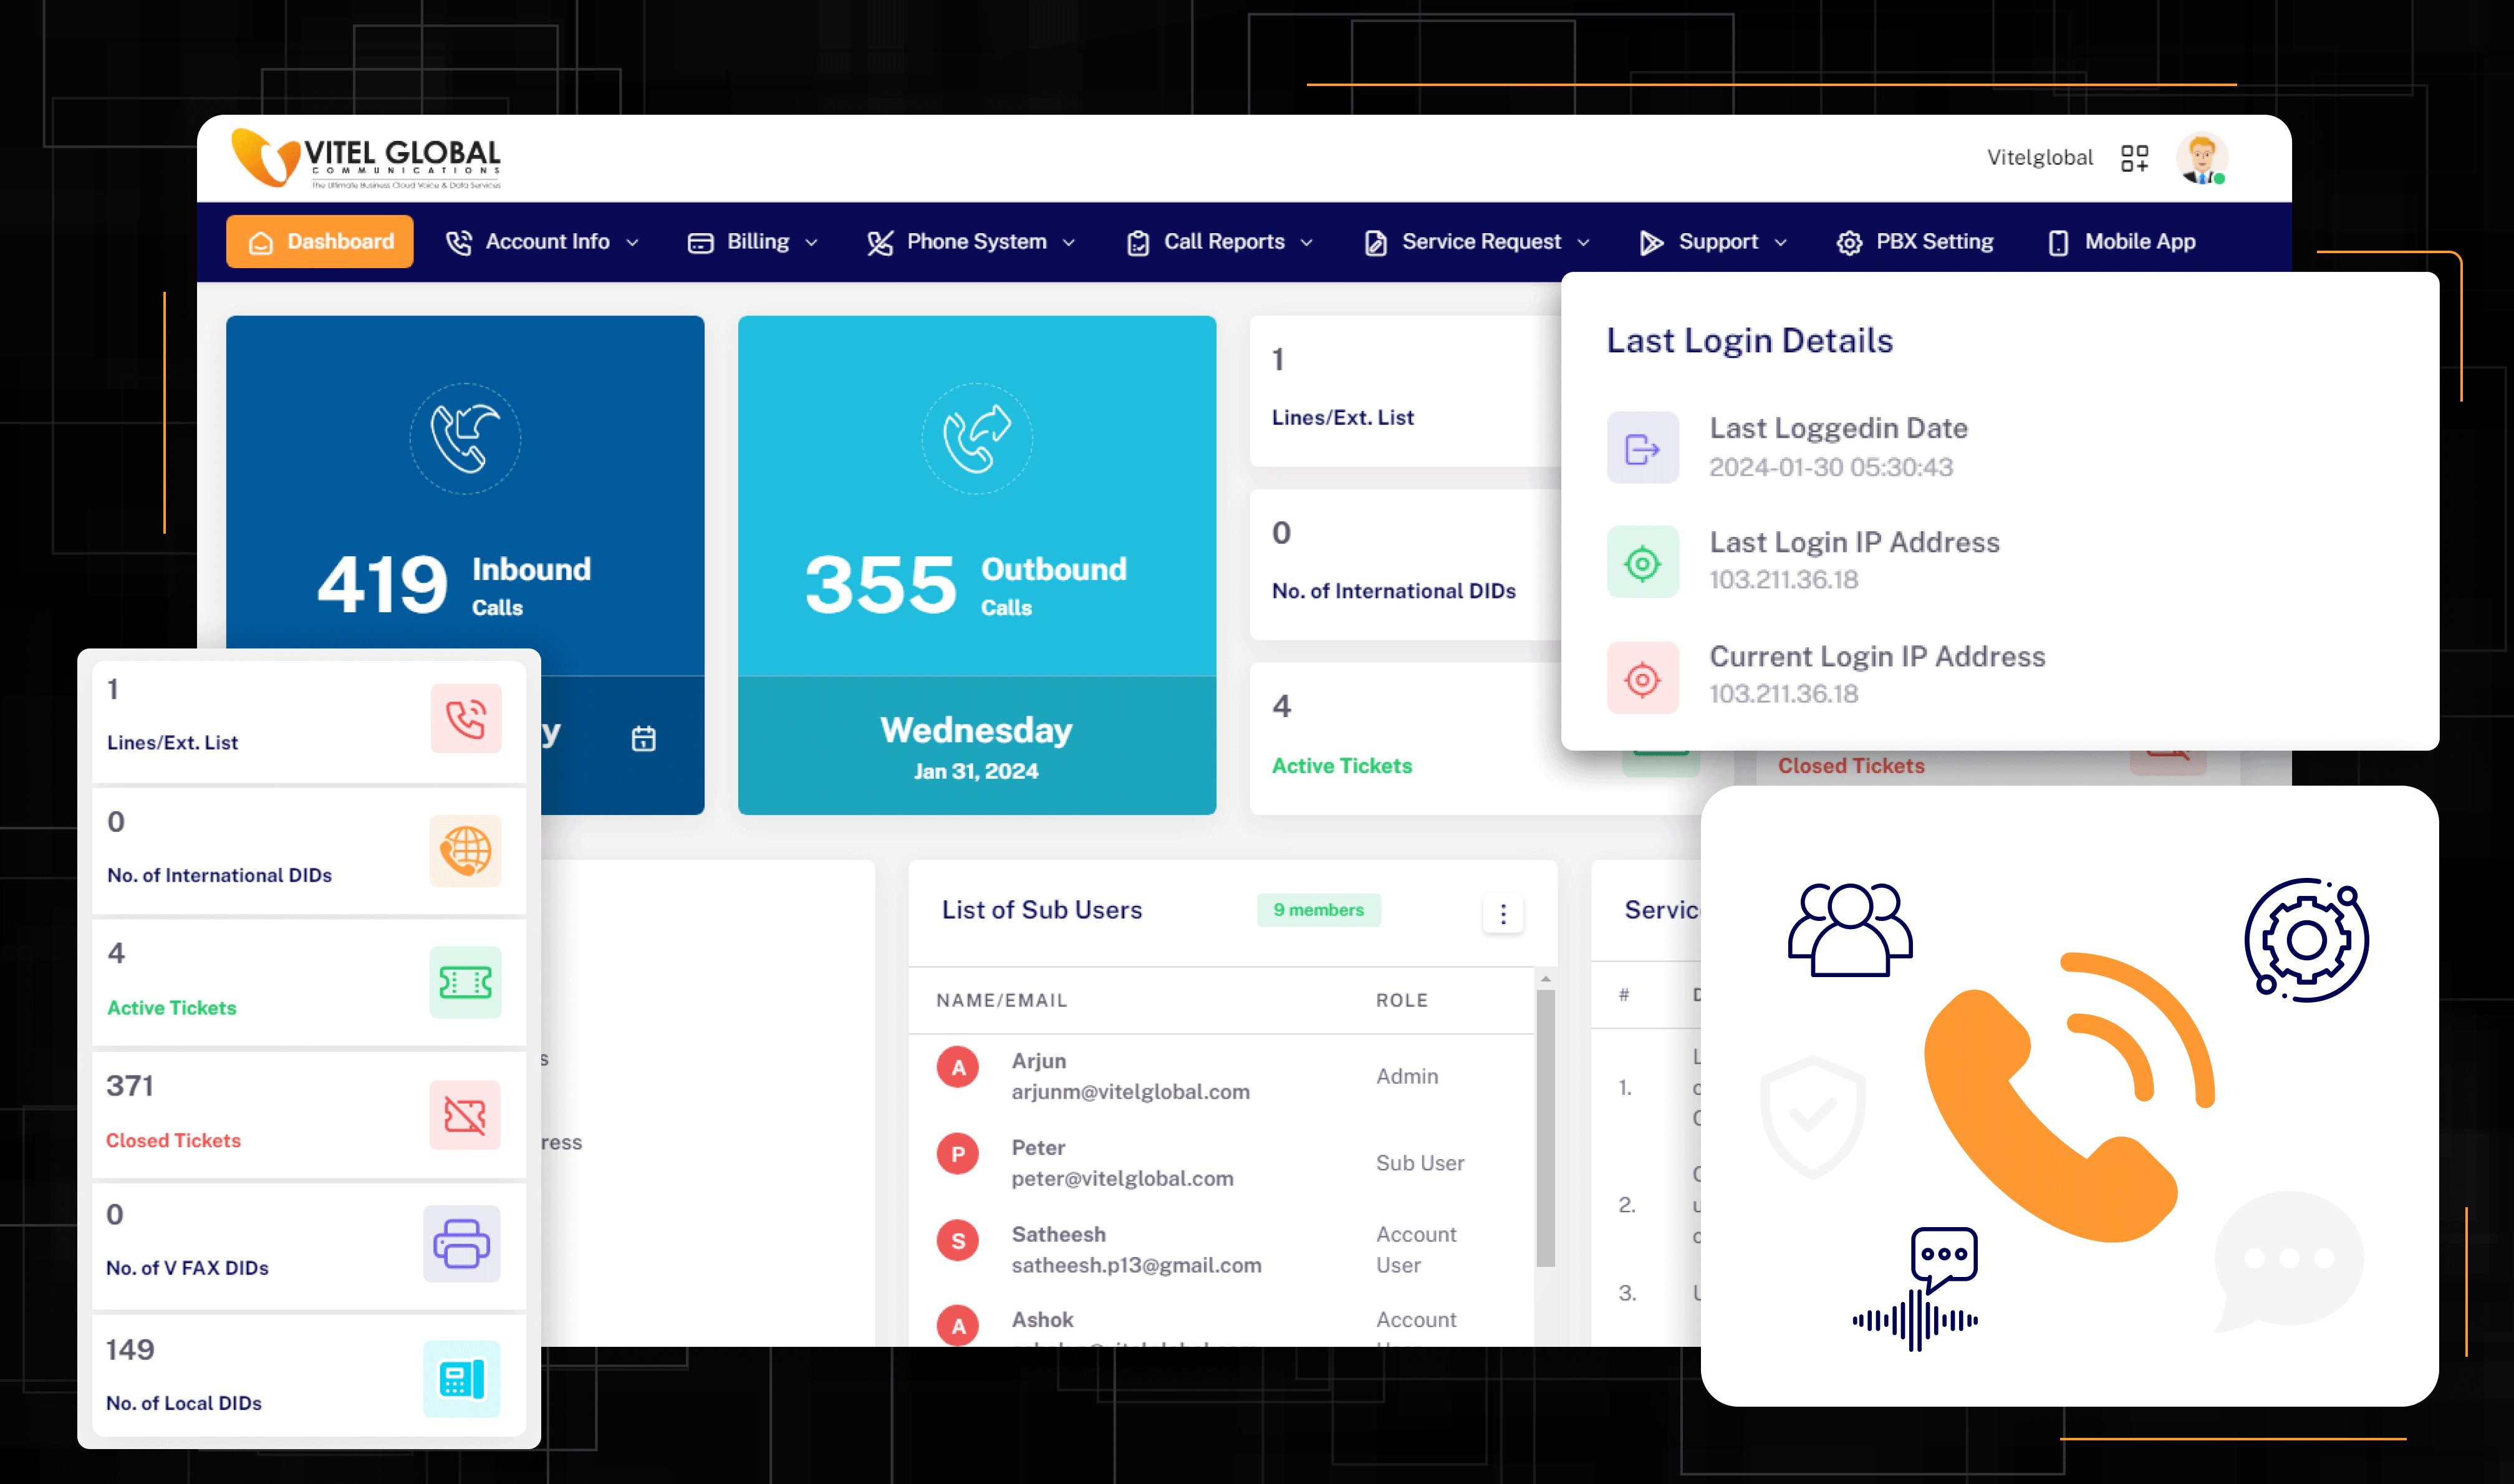 VITEL GLOBAL
COMMUNICATIONS
The Ultimate Business Cloud Voice & Data Services
Vitelglobal
Dashboard
Account Info
Billing
Phone System
Call Reports
Service Request
Support
PBX Setting
Mobile App
419
Inbound
Calls
y
355
Outbound
Calls
Wednesday
Jan 31, 2024
1
Lines/Ext. List
0
No. of International DIDs
4
Active Tickets
Closed Tickets
Last Login Details
Last Loggedin Date
2024-01-30 05:30:43
Last Login IP Address
103.211.36.18
Current Login IP Address
103.211.36.18
1
Lines/Ext. List
0
No. of International DIDs
4
Active Tickets
371
Closed Tickets
0
No. of V FAX DIDs
149
No. of Local DIDs
s
ress
List of Sub Users
9 members
NAME/EMAIL
ROLE
A
Arjun
arjunm@vitelglobal.com
Admin
P
Peter
peter@vitelglobal.com
Sub User
S
Satheesh
satheesh.p13@gmail.com
Account
User
A
Ashok
Account
Servic
#
1.
2.
3.